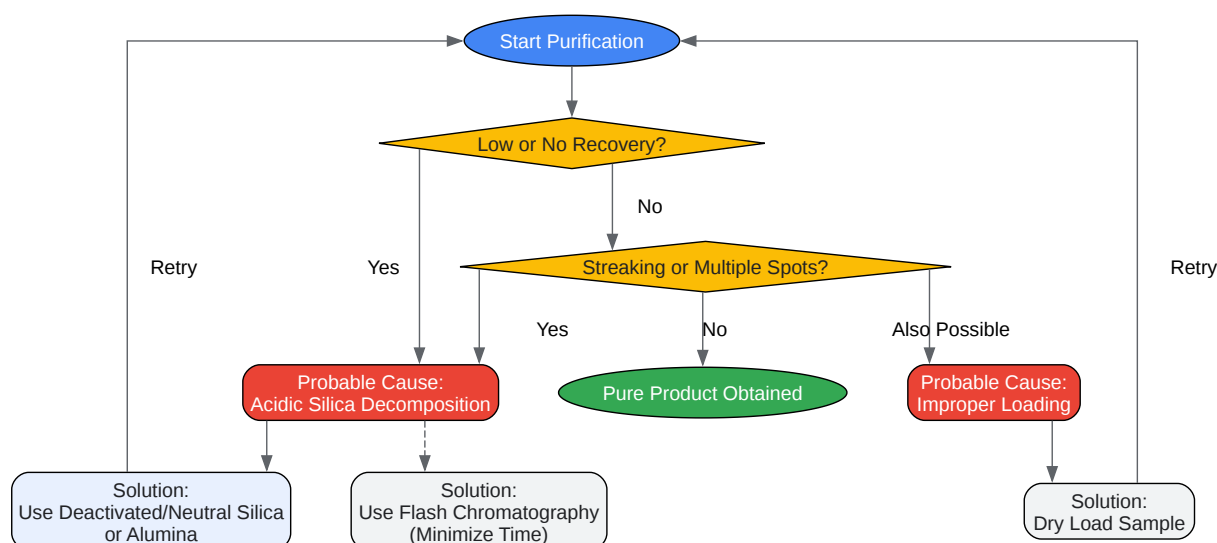 Start Purification
Low or No Recovery?
No
Retry
Yes
Streaking or Multiple Spots?
Retry
Yes
No
Also Possible
Probable Cause:
Acidic Silica Decomposition
Pure Product Obtained
Probable Cause:
Improper Loading
Solution:
Use Deactivated/Neutral Silica
or Alumina
Solution:
Use Flash Chromatography
(Minimize Time)
Solution:
Dry Load Sample